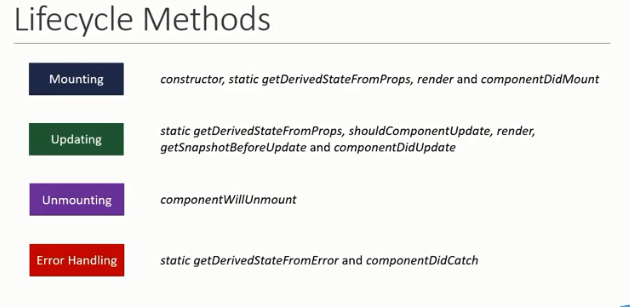 Lifecycle Methods
Mounting
constructor, static getDerivedStateFromProps, render and componentDidMount
Updating
static getDerivedStateFromProps, shouldComponentUpdate, render,
getSnapshotBeforeUpdate and componentDidUpdate
Unmounting
componentWillUnmount
Error Handling
static getDerivedStateFromError and componentDidCatch